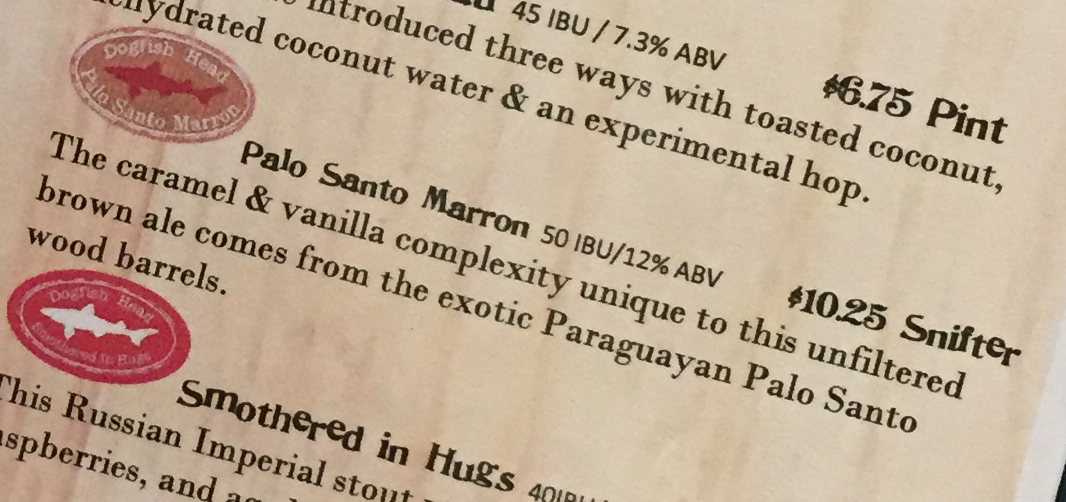 45 IBU / 7.3% ABV
introduced three ways with toasted coconut,
coconut water & an experimental hop.
$6.75 Pint
Dogfish Head
Palo Santo Marron
Palo Santo Marron 50 IBU/12% ABV
$10.25 Snifter
The caramel & vanilla complexity unique to this unfiltered
brown ale comes from the exotic Paraguayan Palo Santo
wood barrels.
Dogfish Head
Smothered In Hugs
Smothered in Hugs
This Russian Imperial stout
and